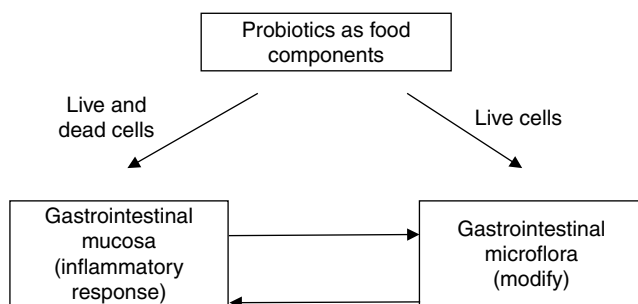 Probiotics as food
components
Live and
dead cells
Live cells
Gastrointestinal
mucosa
(inflammatory
response)
Gastrointestinal
microflora
(modify)